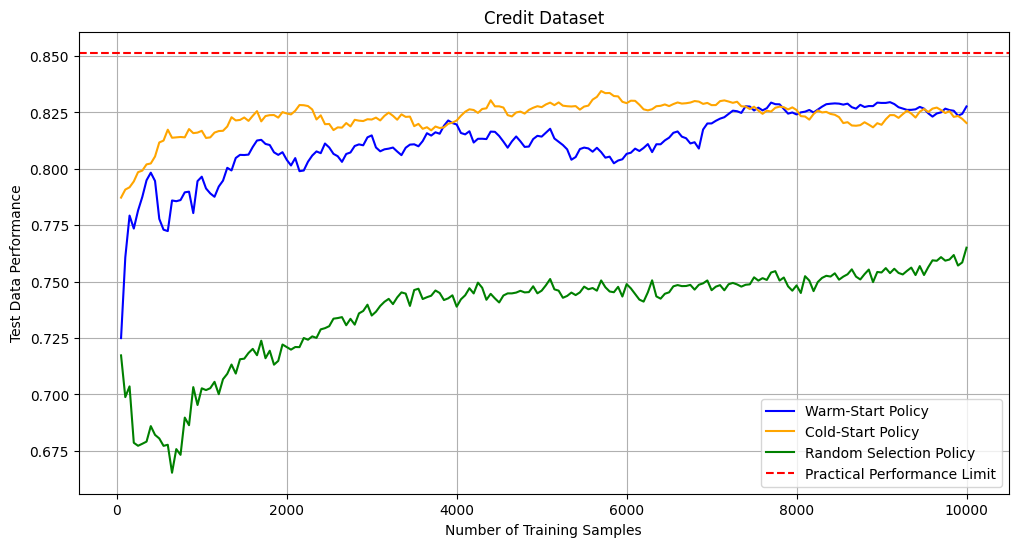 Credit Dataset
Test Data Performance
0.850
0.825
0.800
0.775
0.750
0.725
0.700
0.675
0
2000
4000
6000
8000
10000
Number of Training Samples
Warm-Start Policy
Cold-Start Policy
Random Selection Policy
Practical Performance Limit